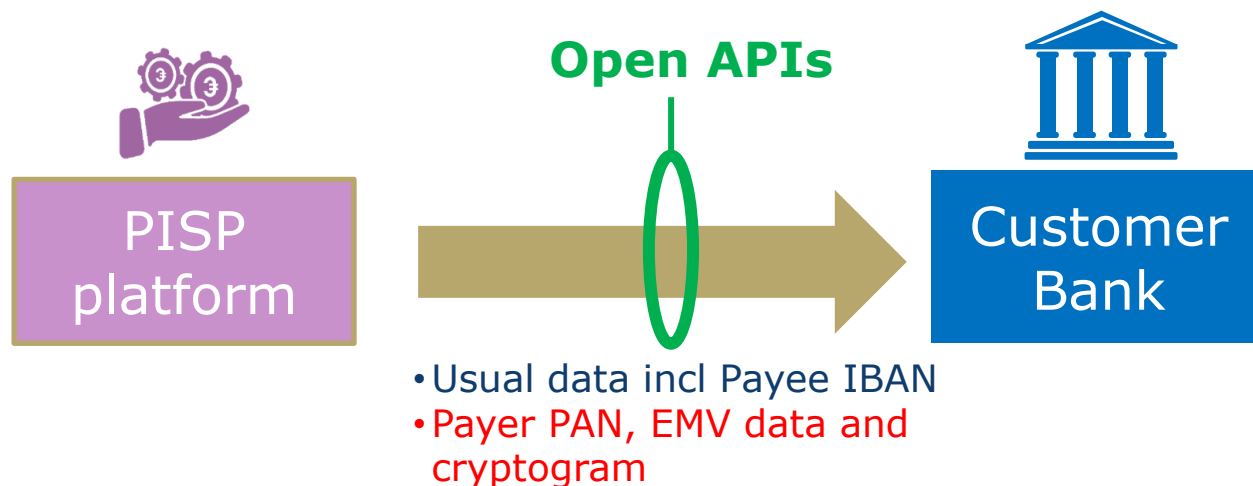 Open APIs
PISP
platform
Customer
Bank
•Usual data incl Payee IBAN
•Payer PAN, EMV data and
cryptogram